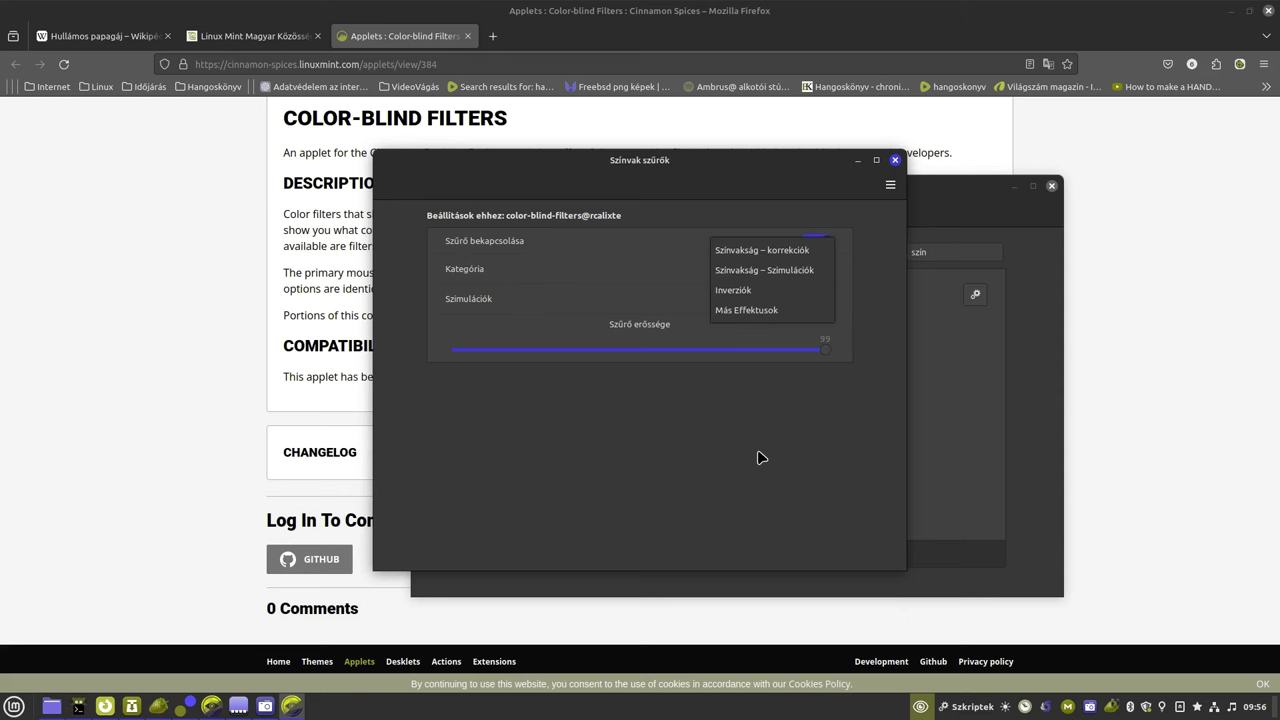 Applets : Color-blind Filters : Cinnamon Spices – Mozilla Firefox
Hullámos papagáj – Wikipé
Linux Mint Magyar Közössé
Applets : Color-blind Filters
https://cinnamon-spices.linuxmint.com/applets/view/384
Internet
Linux
Időjárás
Hangoskönyv
Adatvédelem az inter...
VideóVágás
Search results for: ha...
Freebsd png képek | ...
Ambrus@ alkotói stú...
Hangoskönyv - chroni...
hangoskonyv
Világszám magazin - I...
How to make a HAND...
COLOR-BLIND FILTERS
An applet for the C
velopers.
DESCRIPTIO
Color filters that s
show you what co
available are filter
The primary mous
options are identic
Portions of this co
COMPATIBIL
This applet has be
CHANGELOG
Log In To Con
GITHUB
0 Comments
Színvak szűrők
Beállítások ehhez: color-blind-filters@rcalixte
Szűrő bekapcsolása
Kategória
Szimulációk
Színvakság – korrekciók
Színvakság – Szimulációk
Inverziók
Más Effektusok
Szűrő erőssége
99
szín
Home
Themes
Applets
Desklets
Actions
Extensions
Development
Github
Privacy policy
By continuing to use this website, you consent to the use of cookies in accordance with our Cookies Policy.
OK
Szkriptek
09:56